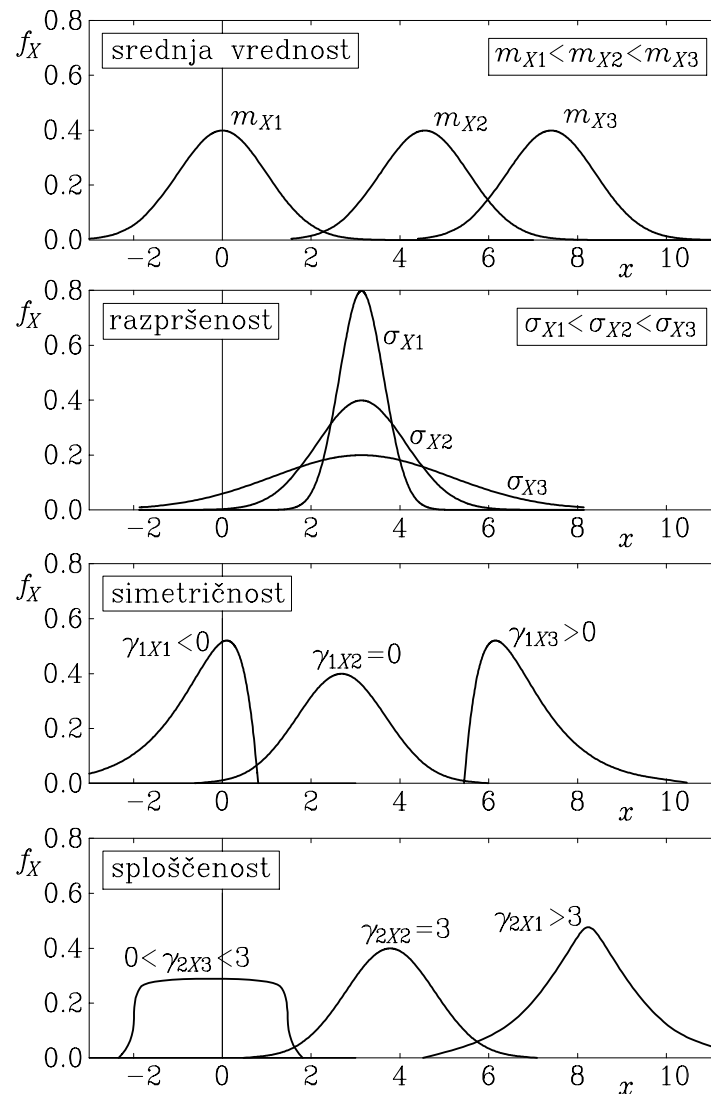 0.8
f_X srednja vrednost m_X1<m_X2<m_X3
0.6
m_X1 m_X2 m_X3
0.4
0.2
0.0
−2 0 2 4 6 8 10
x
0.8
f_X razpršenost σ_X1<σ_X2<σ_X3
σ_X1
0.6
0.4
σ_X2
0.2
σ_X3
0.0
−2 0 2 4 6 8 10
x
0.8
f_X simetričnost
0.6
γ_1X1<0 γ_1X2=0 γ_1X3>0
0.4
0.2
0.0
−2 0 2 4 6 8 10
x
0.8
f_X sploščenost
0.6
γ_2X2=3 γ_2X1>3
0.4
0<γ_2X3<3
0.2
0.0
−2 0 2 4 6 8 10
x